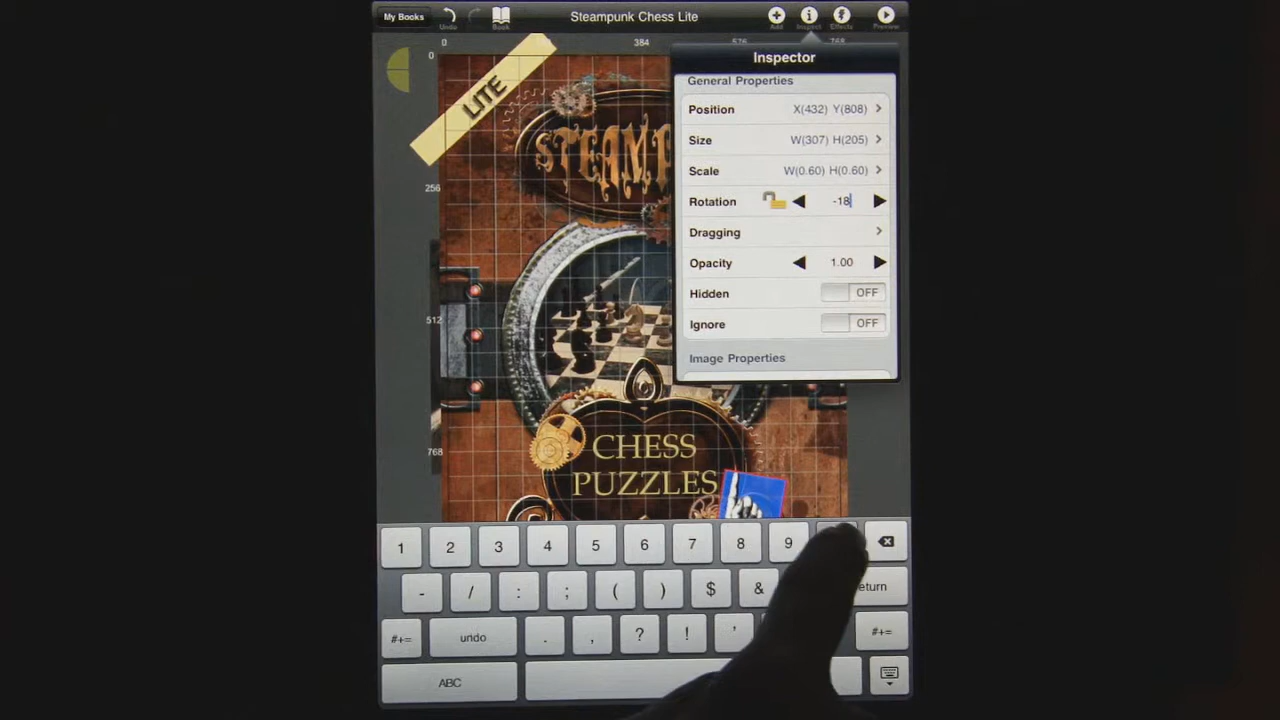 My Books
Undo
Book
Steampunk Chess Lite
Add
Inspect
Effects
Preview
0
384
576
768
0
256
512
768
LITE
STEAMP
CHESS
PUZZLES
Inspector
General Properties
Position X(432) Y(808)
Size W(307) H(205)
Scale W(0.60) H(0.60)
Rotation -18
Dragging
Opacity 1.00
Hidden OFF
Ignore OFF
Image Properties
1 2 3 4 5 6 7 8 9
- / : ; ( ) $ & eturn
#+= undo . , ? ! ' #+=
ABC